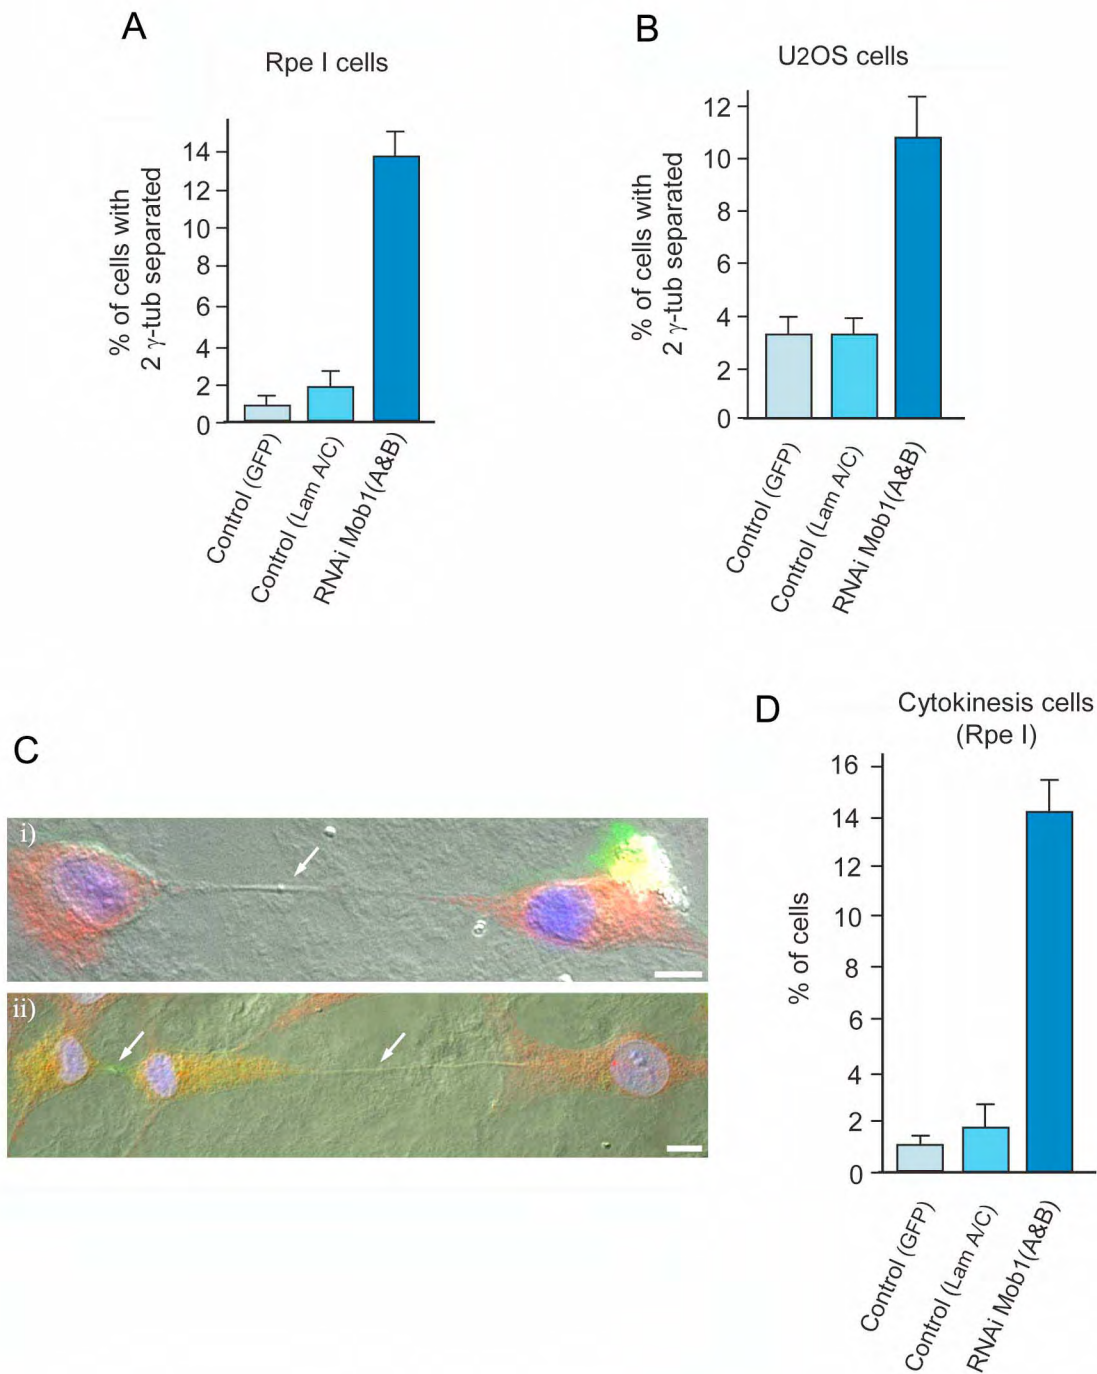 A
Rpe I cells
% of cells with
2 γ-tub separated
14
12
10
8
6
4
2
0
Control (GFP)
Control (Lam A/C)
RNAi Mob1(A&B)
B
U2OS cells
% of cells with
2 γ-tub separated
12
10
8
6
4
2
0
Control (GFP)
Control (Lam A/C)
RNAi Mob1(A&B)
C
i)
ii)
D
Cytokinesis cells
(Rpe I)
% of cells
16
14
12
10
8
6
4
2
0
Control (GFP)
Control (Lam A/C)
RNAi Mob1(A&B)